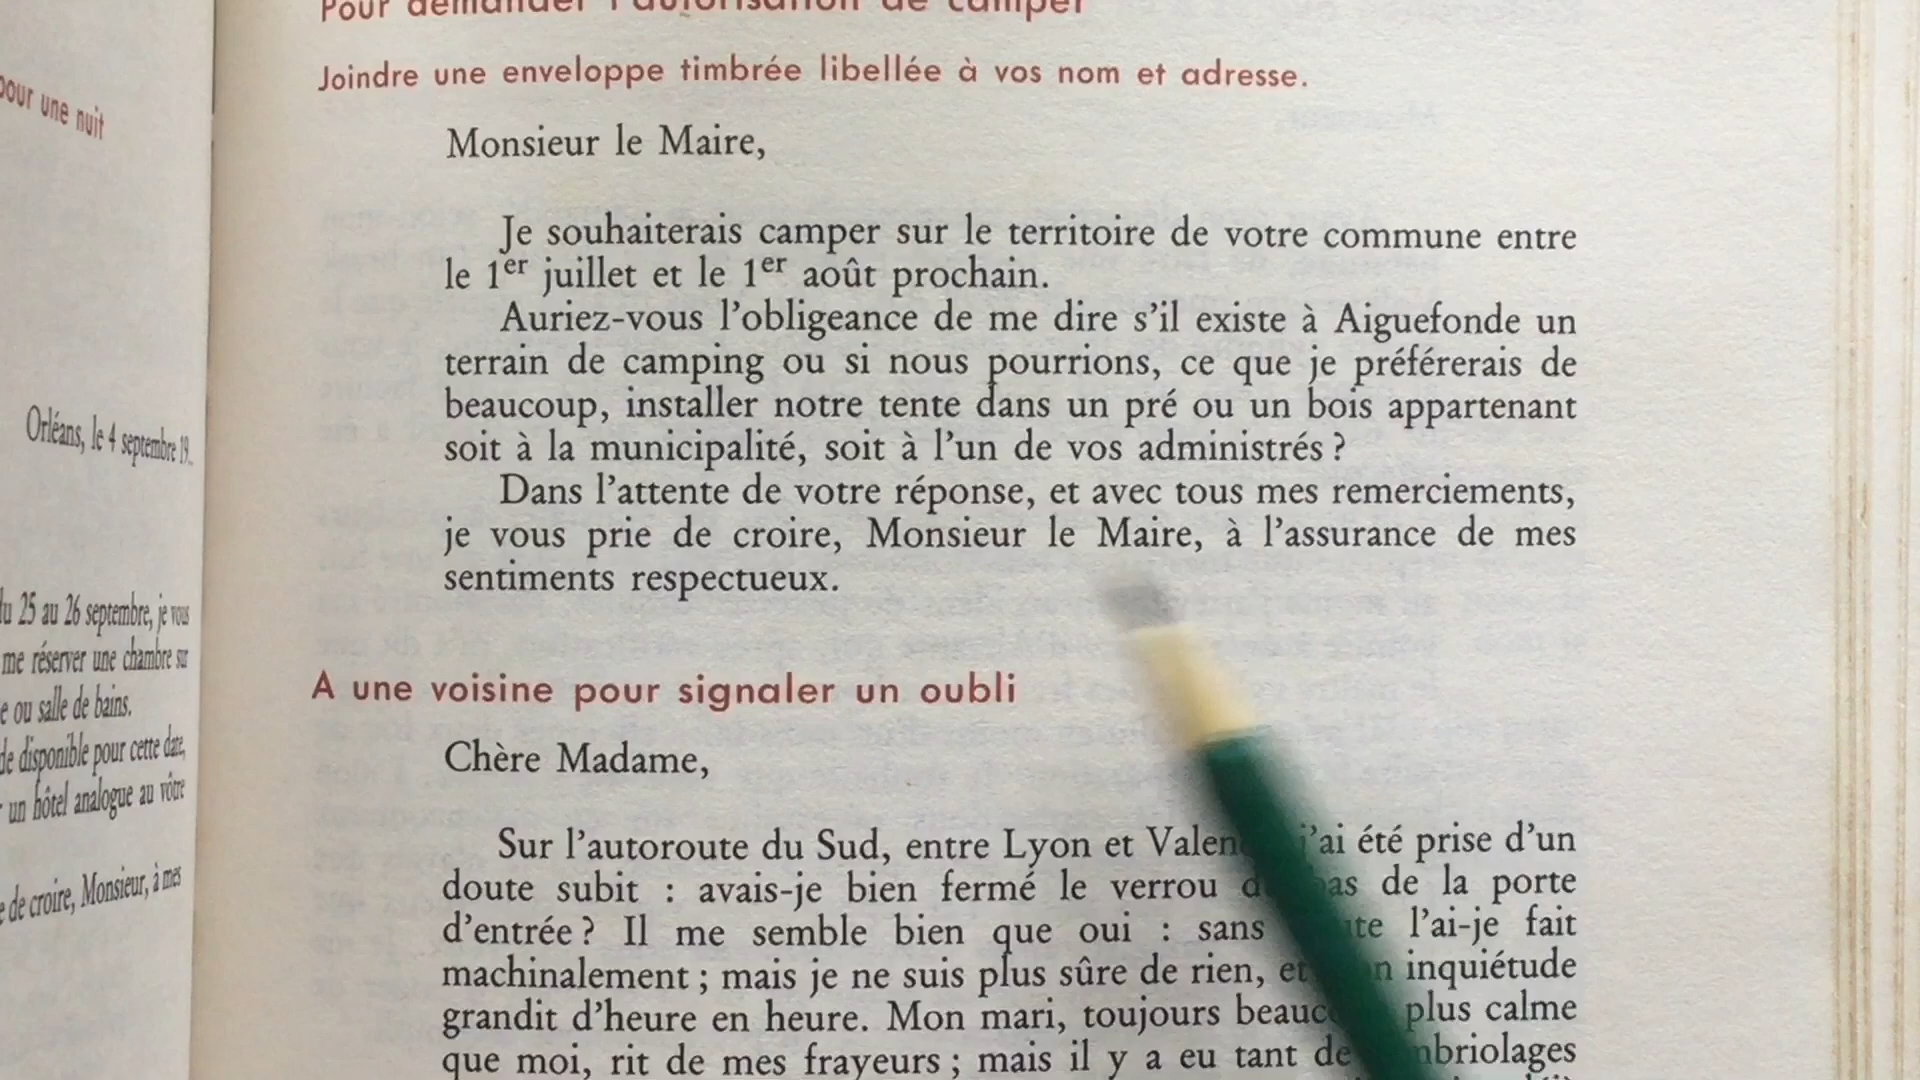 pour une nuit
Orléans, le 4 septembre 19..
du 25 au 26 septembre, je vous
me réserver une chambre sur
ou salle de bains.
disponible pour cette date,
un hôtel analogue au vôtre
de croire, Monsieur, à mes
Pour demander l'autorisation de camper
Joindre une enveloppe timbrée libellée à vos nom et adresse.
Monsieur le Maire,
Je souhaiterais camper sur le territoire de votre commune entre
le 1er juillet et le 1er août prochain.
Auriez-vous l'obligeance de me dire s'il existe à Aiguefonde un
terrain de camping ou si nous pourrions, ce que je préférerais de
beaucoup, installer notre tente dans un pré ou un bois appartenant
soit à la municipalité, soit à l'un de vos administrés ?
Dans l'attente de votre réponse, et avec tous mes remerciements,
je vous prie de croire, Monsieur le Maire, à l'assurance de mes
sentiments respectueux.
A une voisine pour signaler un oubli
Chère Madame,
Sur l'autoroute du Sud, entre Lyon et Valen j'ai été prise d'un
doute subit : avais-je bien fermé le verrou d bas de la porte
d'entrée ? Il me semble bien que oui : sans te l'ai-je fait
machinalement ; mais je ne suis plus sûre de rien, et n inquiétude
grandit d'heure en heure. Mon mari, toujours beauc plus calme
que moi, rit de mes frayeurs ; mais il y a eu tant de mbriolages